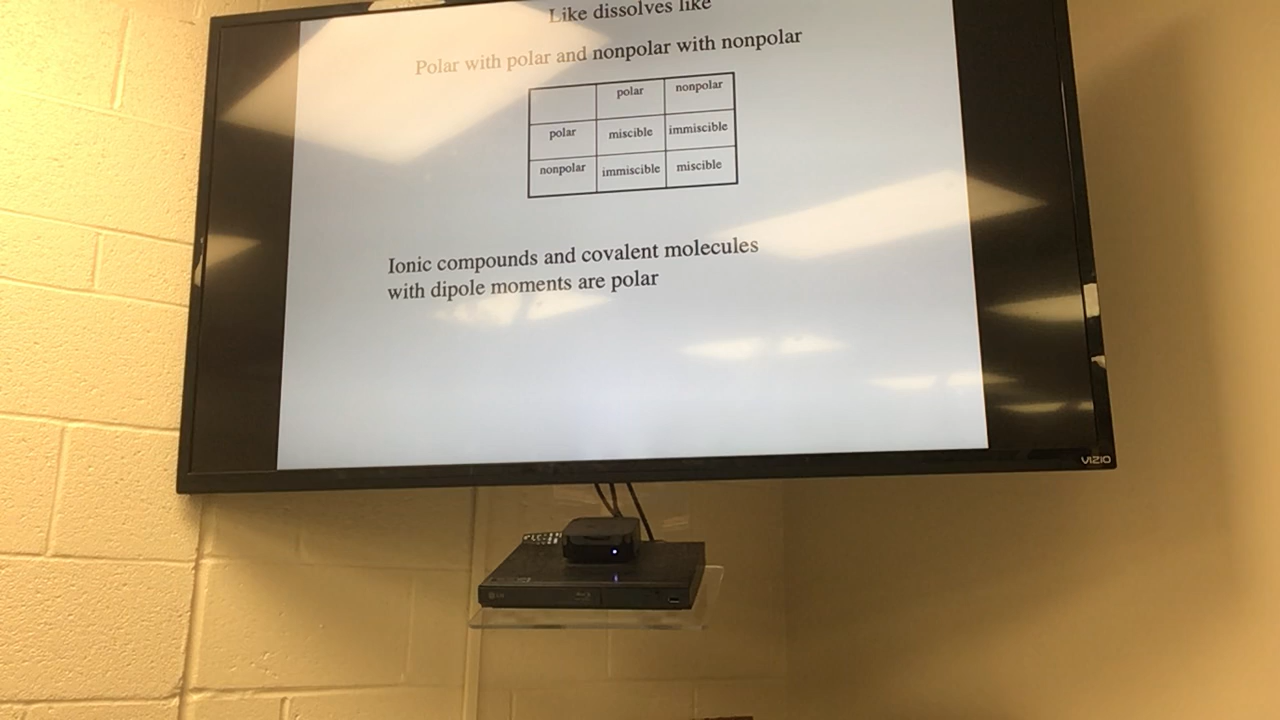 Like dissolves like
Polar with polar and nonpolar with nonpolar
polar nonpolar
polar miscible immiscible
nonpolar immiscible miscible
Ionic compounds and covalent molecules
with dipole moments are polar
VIZIO